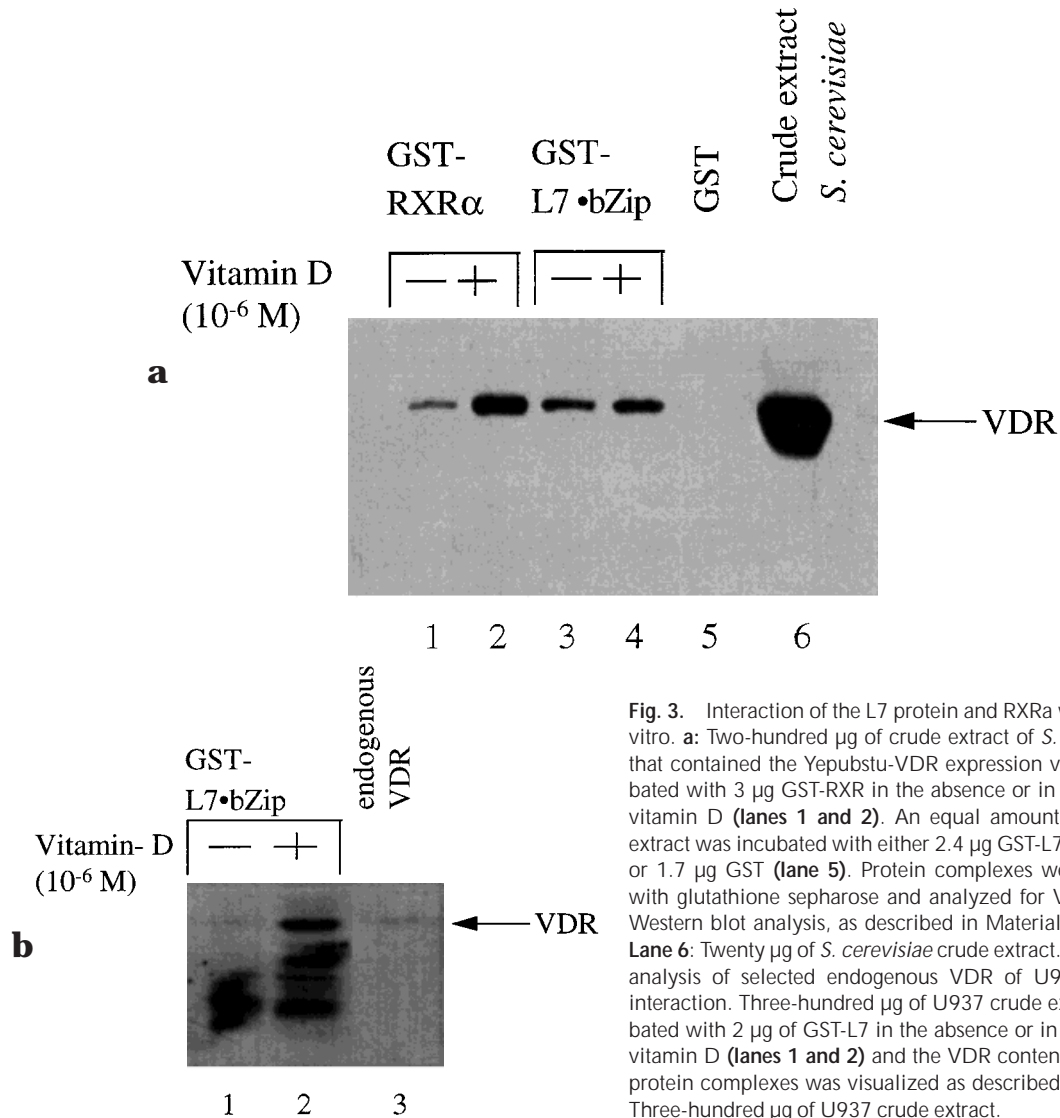 Crude extract
S. cerevisiae
GST
GST-
RXRα
GST-
L7 •bZip
Vitamin D
(10-6 M)
— + — +
a
VDR
1 2 3 4 5 6
endogenous
VDR
GST-
L7•bZip
Vitamin- D
(10-6 M)
— +
VDR
b
1 2 3
Fig. 3. Interaction of the L7 protein and RXRa
vitro. a: Two-hundred µg of crude extract of S.
that contained the Yepubstu-VDR expression v
bated with 3 µg GST-RXR in the absence or in
vitamin D (lanes 1 and 2). An equal amount
extract was incubated with either 2.4 µg GST-L7
or 1.7 µg GST (lane 5). Protein complexes we
with glutathione sepharose and analyzed for V
Western blot analysis, as described in Material
Lane 6: Twenty µg of S. cerevisiae crude extract.
analysis of selected endogenous VDR of U9
interaction. Three-hundred µg of U937 crude e
bated with 2 µg of GST-L7 in the absence or in
vitamin D (lanes 1 and 2) and the VDR conten
protein complexes was visualized as described
Three-hundred µg of U937 crude extract.